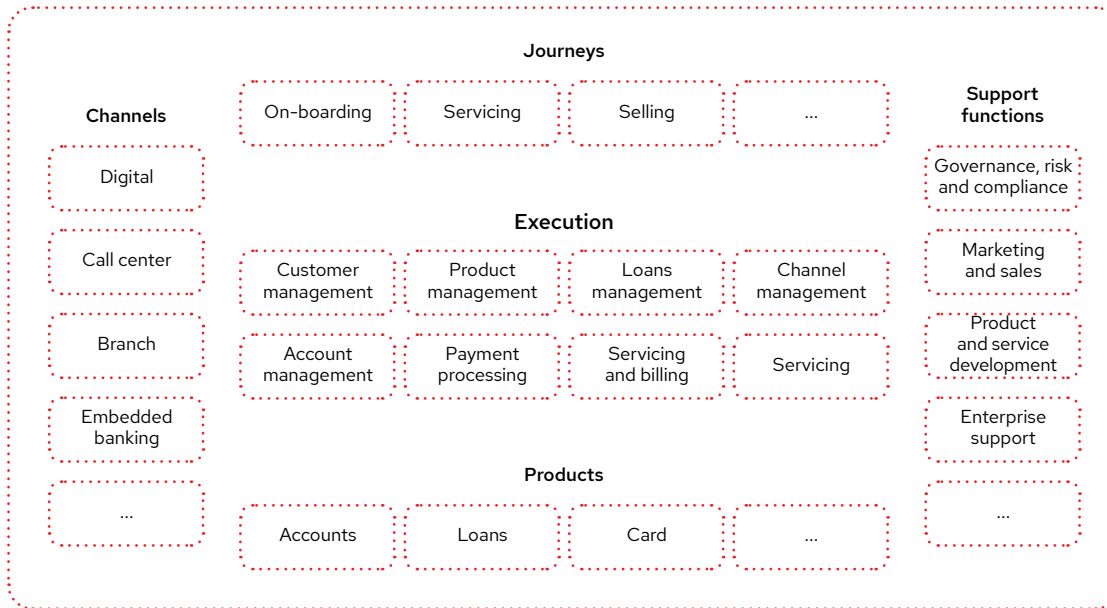 Journeys
On-boarding
Servicing
Selling
...
Channels
Digital
Call center
Branch
Embedded
banking
...
Execution
Customer
management
Product
management
Loans
management
Channel
management
Account
management
Payment
processing
Servicing
and billing
Servicing
Products
Accounts
Loans
Card
...
Support
functions
Governance, risk
and compliance
Marketing
and sales
Product
and service
development
Enterprise
support
...